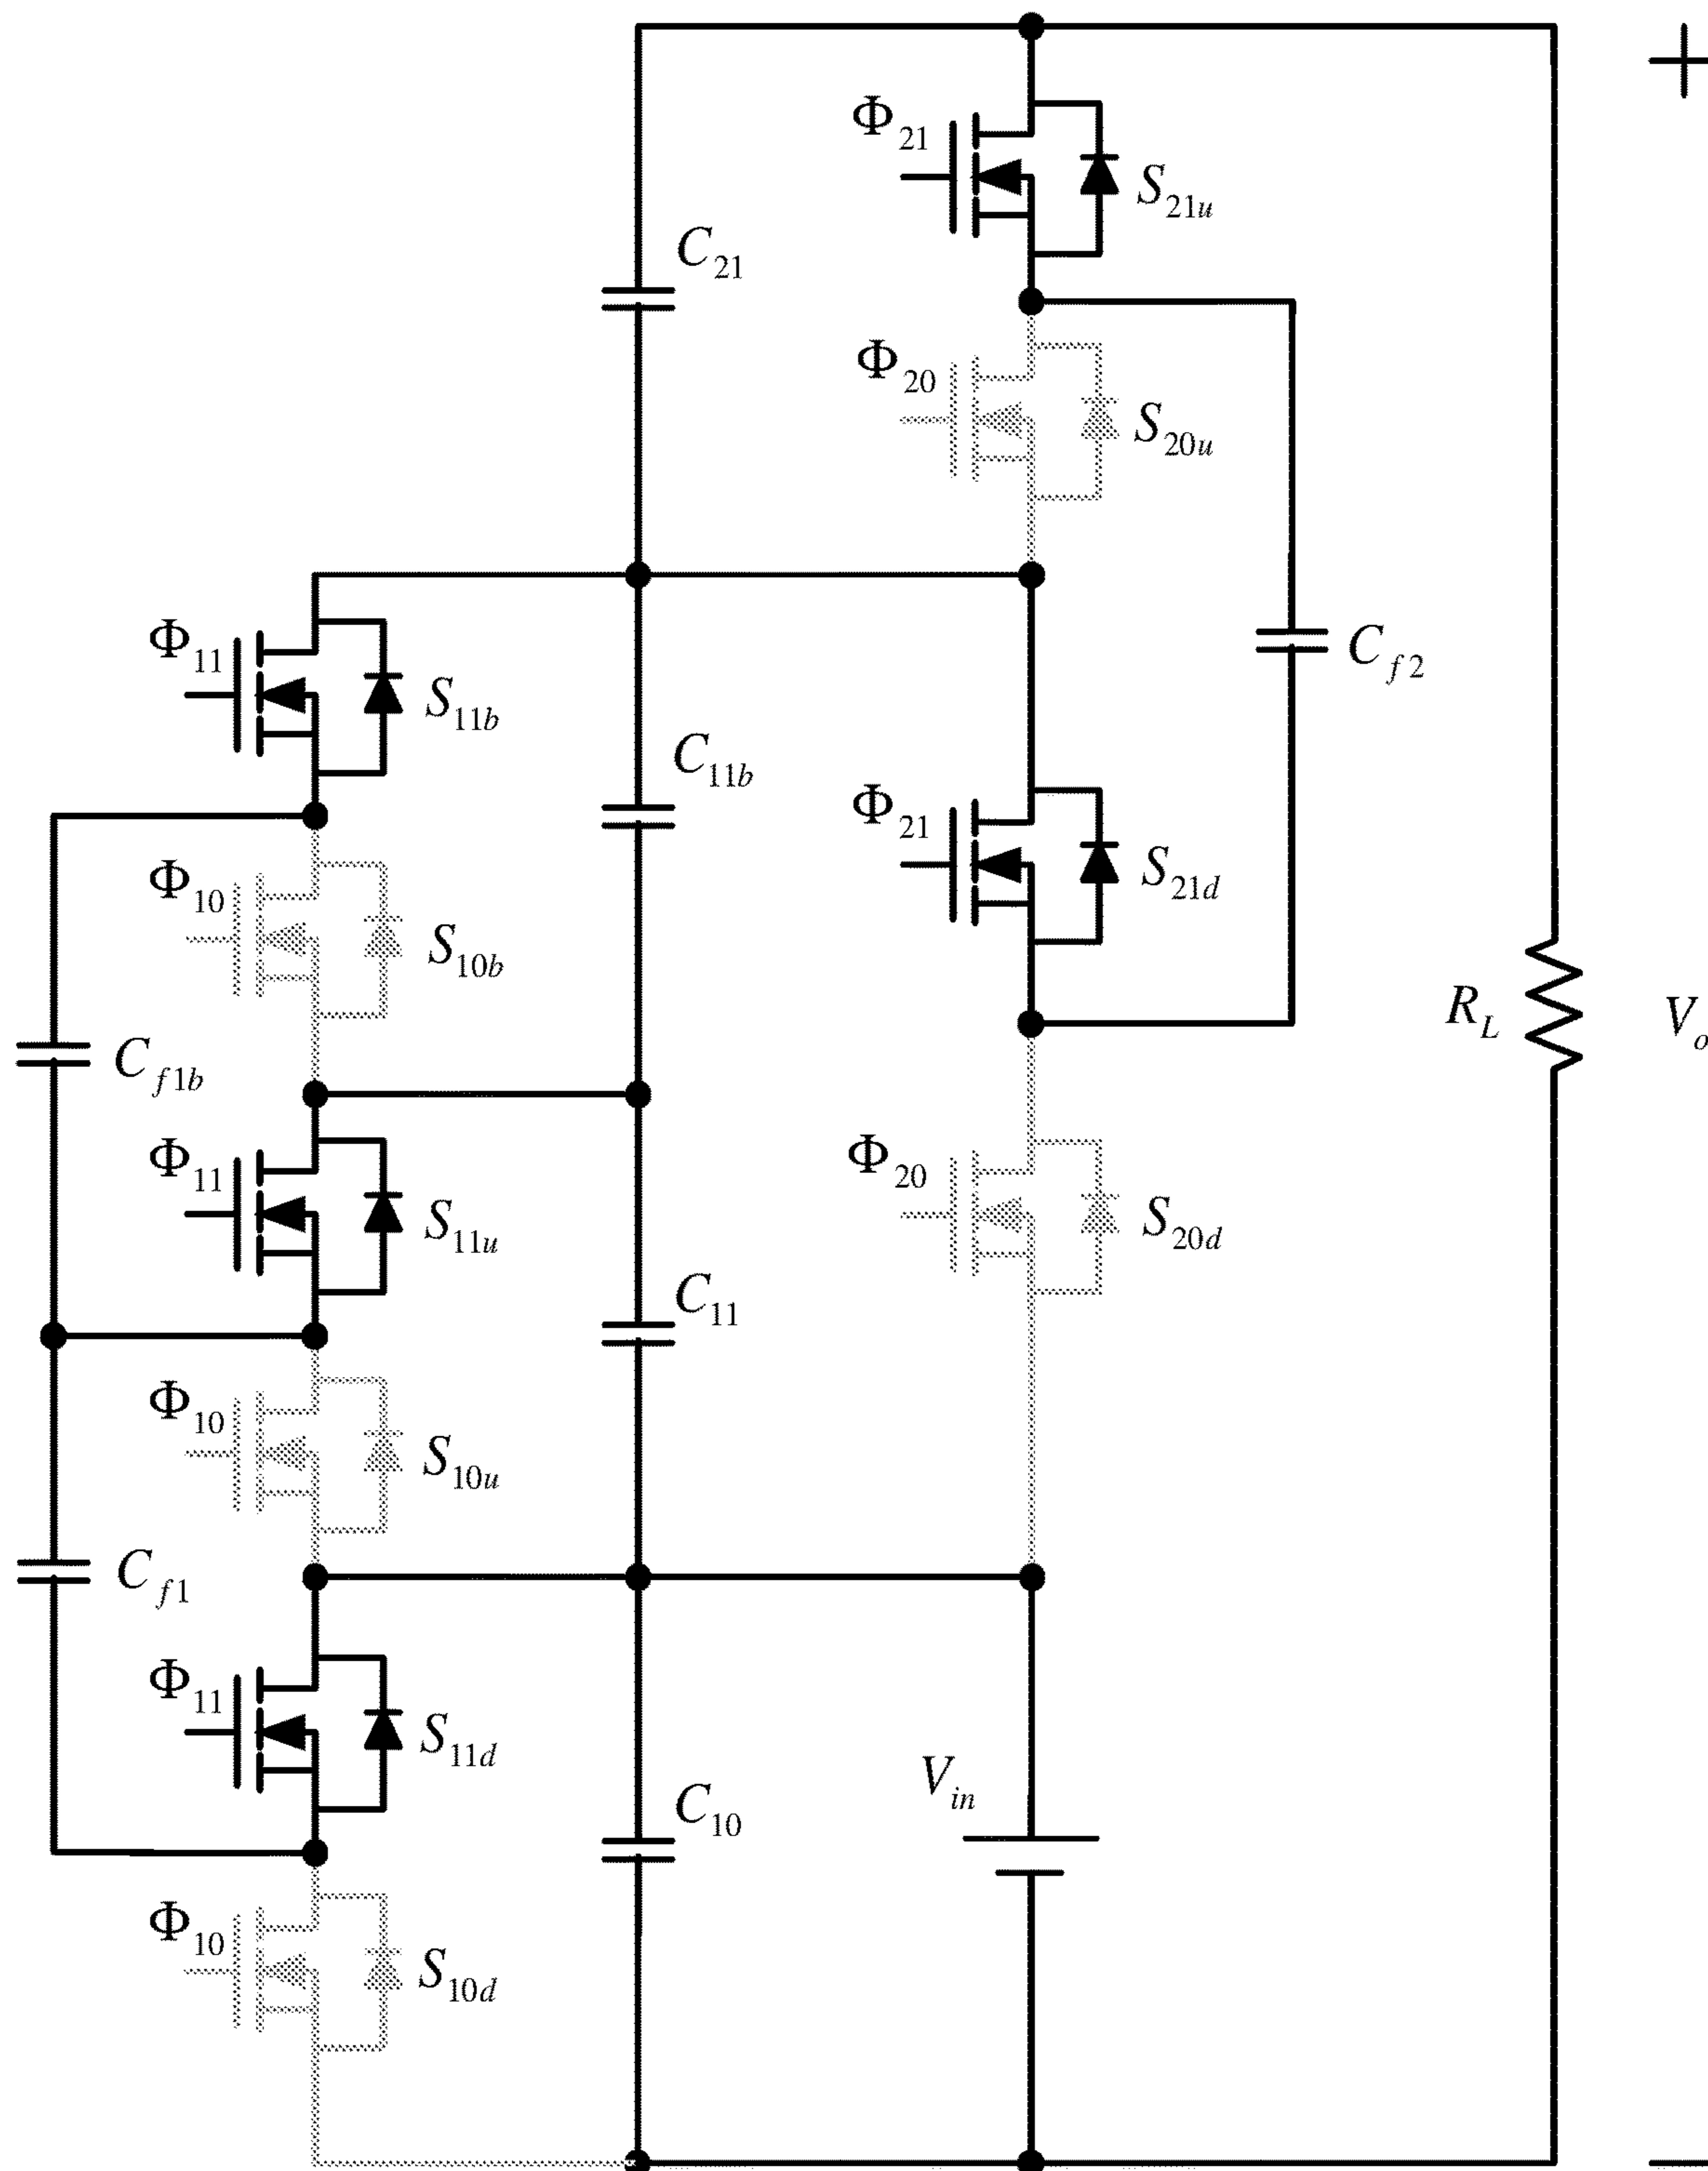 +
Φ21
S21u
C21
Φ20
S20u
Φ11
S11b
C11b
Cf2
Φ21
S21d
Φ10
S10b
Cf1b
RL
Vo
Φ11
S11u
Φ20
S20d
C11
Φ10
S10u
Cf1
Φ11
S11d
C10
Vin
Φ10
S10d